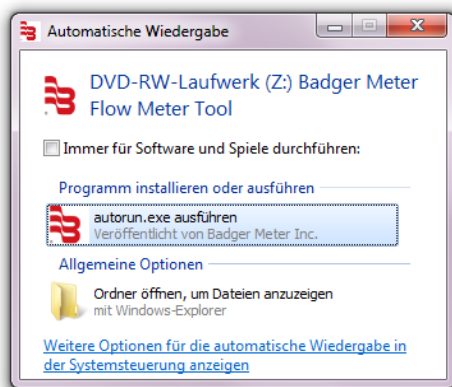 Automatische Wiedergabe
DVD-RW-Laufwerk (Z:) Badger Meter
Flow Meter Tool
Immer für Software und Spiele durchführen:
Programm installieren oder ausführen
autorun.exe ausführen
Veröffentlicht von Badger Meter Inc.
Allgemeine Optionen
Ordner öffnen, um Dateien anzuzeigen
mit Windows-Explorer
Weitere Optionen für die automatische Wiedergabe in
der Systemsteuerung anzeigen